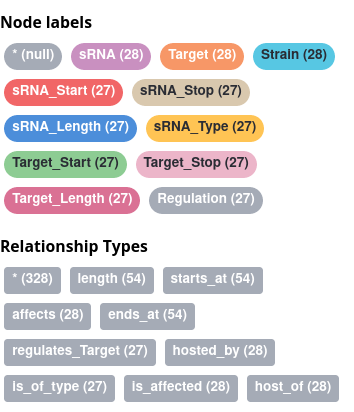 Node labels
* (null) sRNA (28) Target (28) Strain (28)
sRNA_Start (27) sRNA_Stop (27)
sRNA_Length (27) sRNA_Type (27)
Target_Start (27) Target_Stop (27)
Target_Length (27) Regulation (27)
Relationship Types
* (328) length (54) starts_at (54)
affects (28) ends_at (54)
regulates_Target (27) hosted_by (28)
is_of_type (27) is_affected (28) host_of (28)